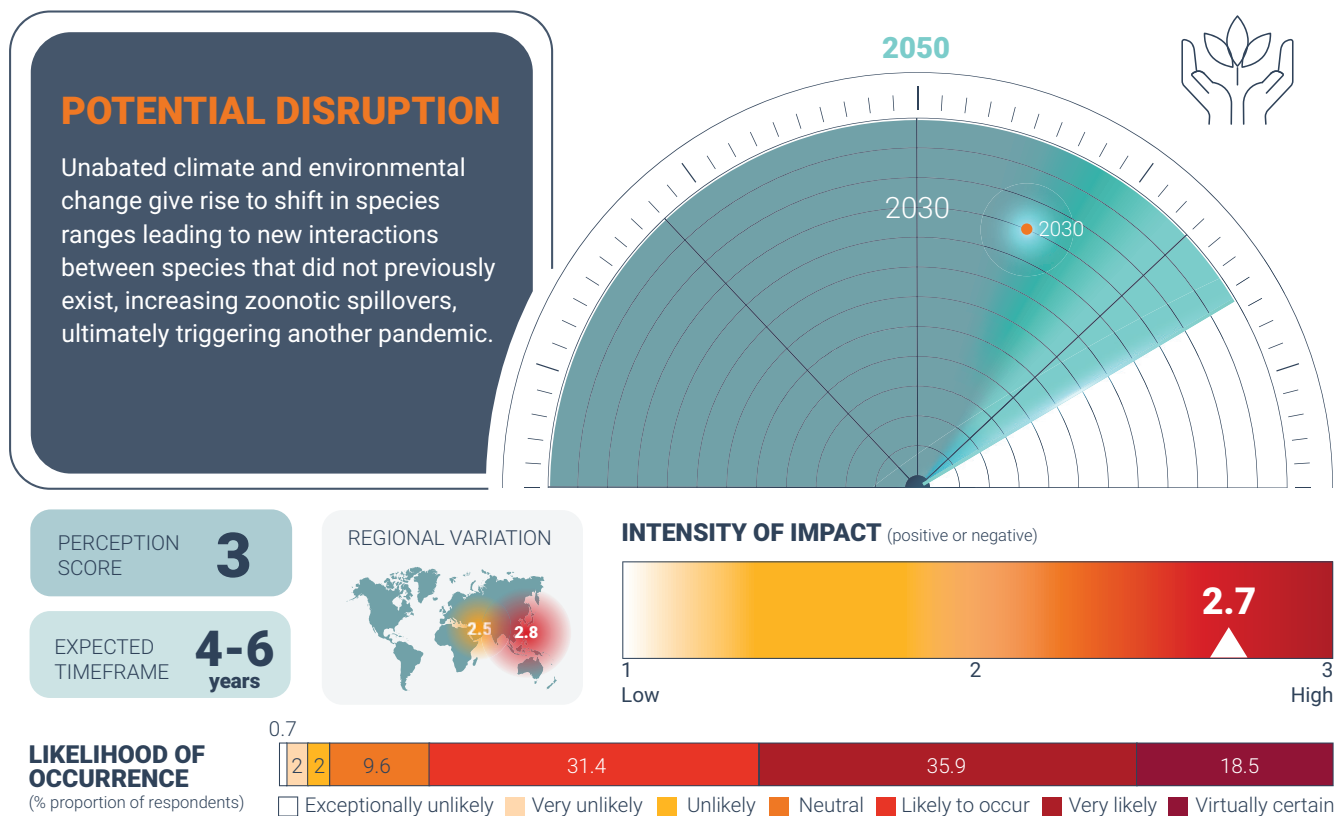 2050
POTENTIAL DISRUPTION
Unabated climate and environmental
change give rise to shift in species
ranges leading to new interactions
between species that did not previously
exist, increasing zoonotic spillovers,
ultimately triggering another pandemic.
2030
2030
PERCEPTION
SCORE
3
EXPECTED
TIMEFRAME
4-6
years
REGIONAL VARIATION
2.5
2.8
INTENSITY OF IMPACT (positive or negative)
2.7
1
2
3
Low
High
LIKELIHOOD OF
OCCURRENCE
(% proportion of respondents)
0.7
2
2
9.6
31.4
35.9
18.5
Exceptionally unlikely
Very unlikely
Unlikely
Neutral
Likely to occur
Very likely
Virtually certain